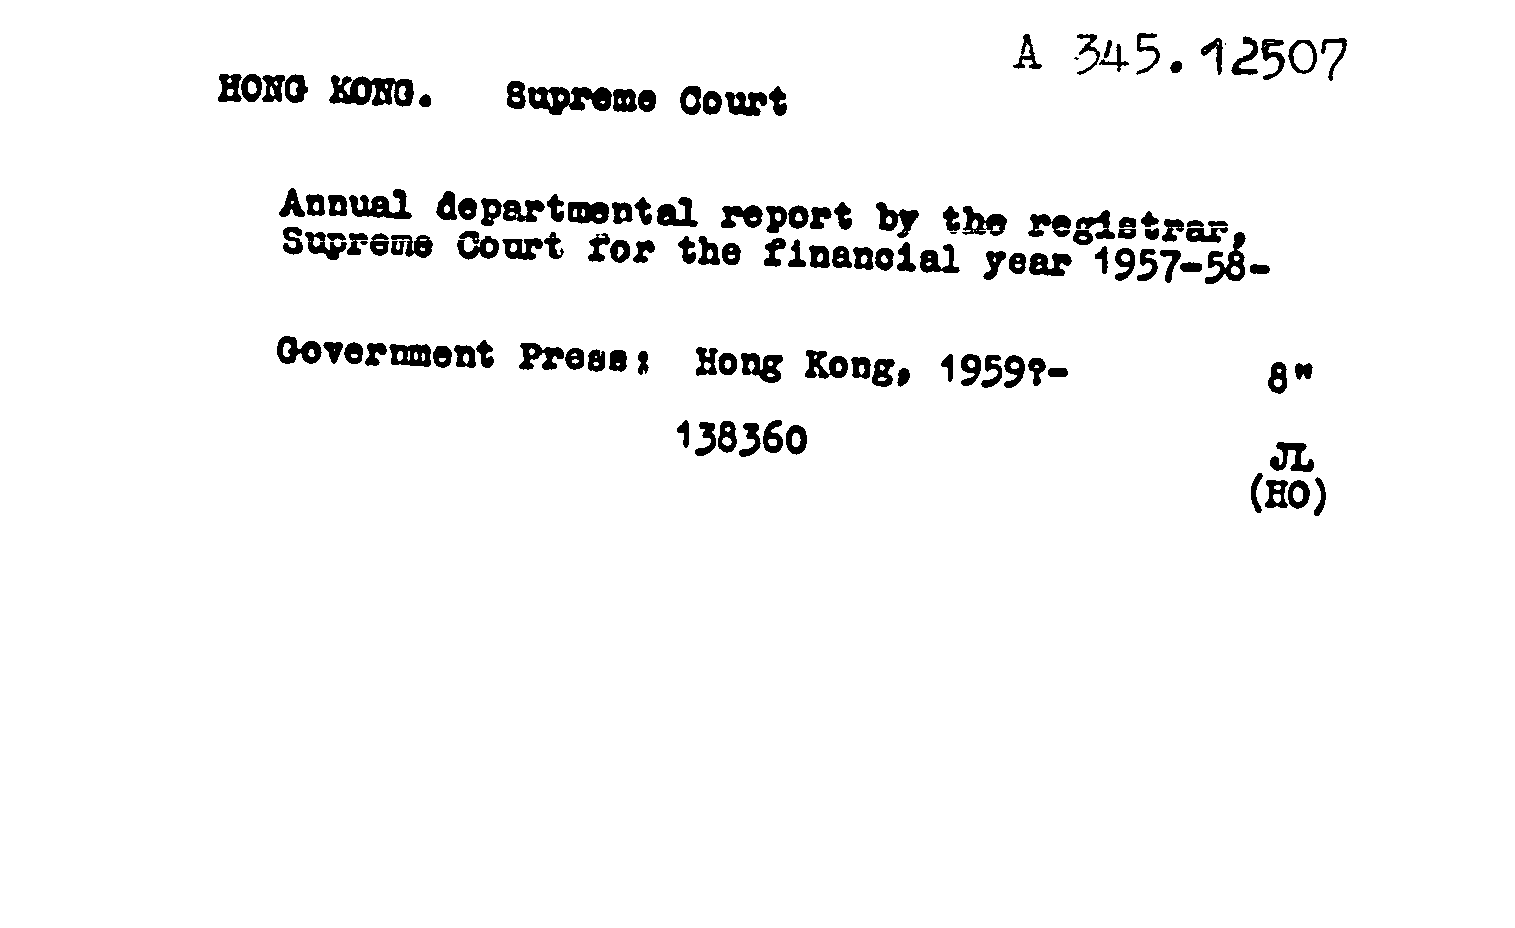 A 345.12507
HONG KONG. Supreme Court
Annual departmental report by the registrar,
Supreme Court for the financial year 1957-58-
Government Press: Hong Kong, 1959?- 8"
138360
JL
(HO)